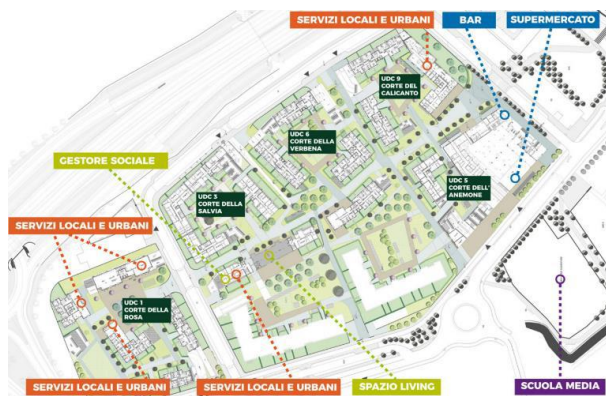 SERVIZI LOCALI E URBANI
BAR
SUPERMERCATO
UDC 9
CORTE DEL
CALICANTO
UDC 6
CORTE DELLA
VERBENA
GESTORE SOCIALE
UDC 3
CORTE DELLA
SALVIA
UDC 5
CORTE DELL'
ANEMONE
SERVIZI LOCALI E URBANI
UDC 1
CORTE DELLA
ROSA
SERVIZI LOCALI E URBANI
SERVIZI LOCALI E URBANI
SPAZIO LIVING
SCUOLA MEDIA